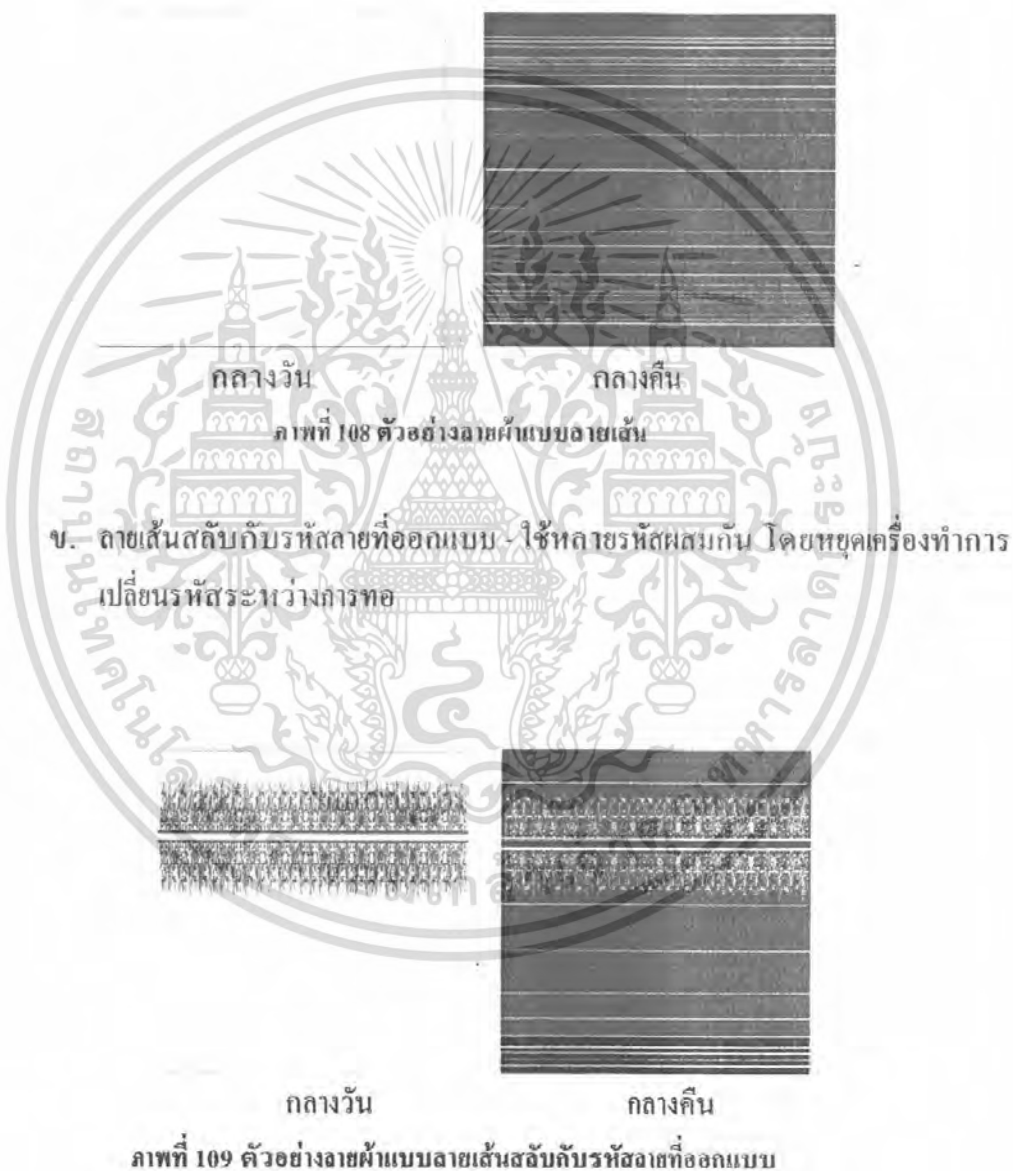 กลางวัน กลางคืน
ภาพที่ 108 ตัวอย่างลายผ้าแบบลายเส้น
ข. ลายเส้นสลับกับรหัสลายที่ออกแบบ - ใช้หลายรหัสผสมกัน โดยหยุดเครื่องทำการ
เปลี่ยนรหัสระหว่างการทอ
กลางวัน กลางคืน
ภาพที่ 109 ตัวอย่างลายผ้าแบบลายเส้นสลับกับรหัสลายที่ออกแบบ